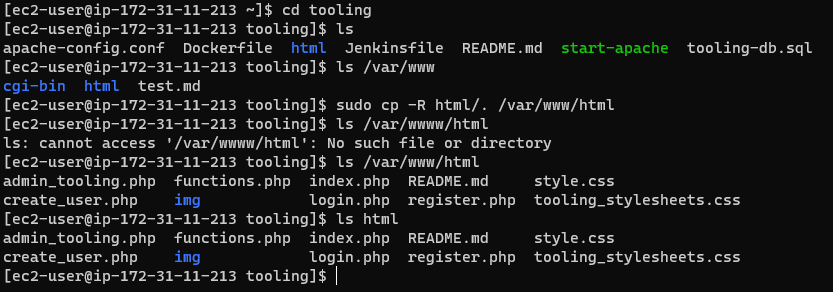 [ec2-user@ip-172-31-11-213 ~]$ cd tooling
[ec2-user@ip-172-31-11-213 tooling]$ ls
apache-config.conf  Dockerfile  html  Jenkinsfile  README.md  start-apache  tooling-db.sql
[ec2-user@ip-172-31-11-213 tooling]$ ls /var/www
cgi-bin  html  test.md
[ec2-user@ip-172-31-11-213 tooling]$ sudo cp -R html/. /var/www/html
[ec2-user@ip-172-31-11-213 tooling]$ ls /var/wwww/html
ls: cannot access '/var/wwww/html': No such file or directory
[ec2-user@ip-172-31-11-213 tooling]$ ls /var/www/html
admin_tooling.php  functions.php  index.php  README.md     style.css
create_user.php    img            login.php  register.php  tooling_stylesheets.css
[ec2-user@ip-172-31-11-213 tooling]$ ls html
admin_tooling.php  functions.php  index.php  README.md     style.css
create_user.php    img            login.php  register.php  tooling_stylesheets.css
[ec2-user@ip-172-31-11-213 tooling]$